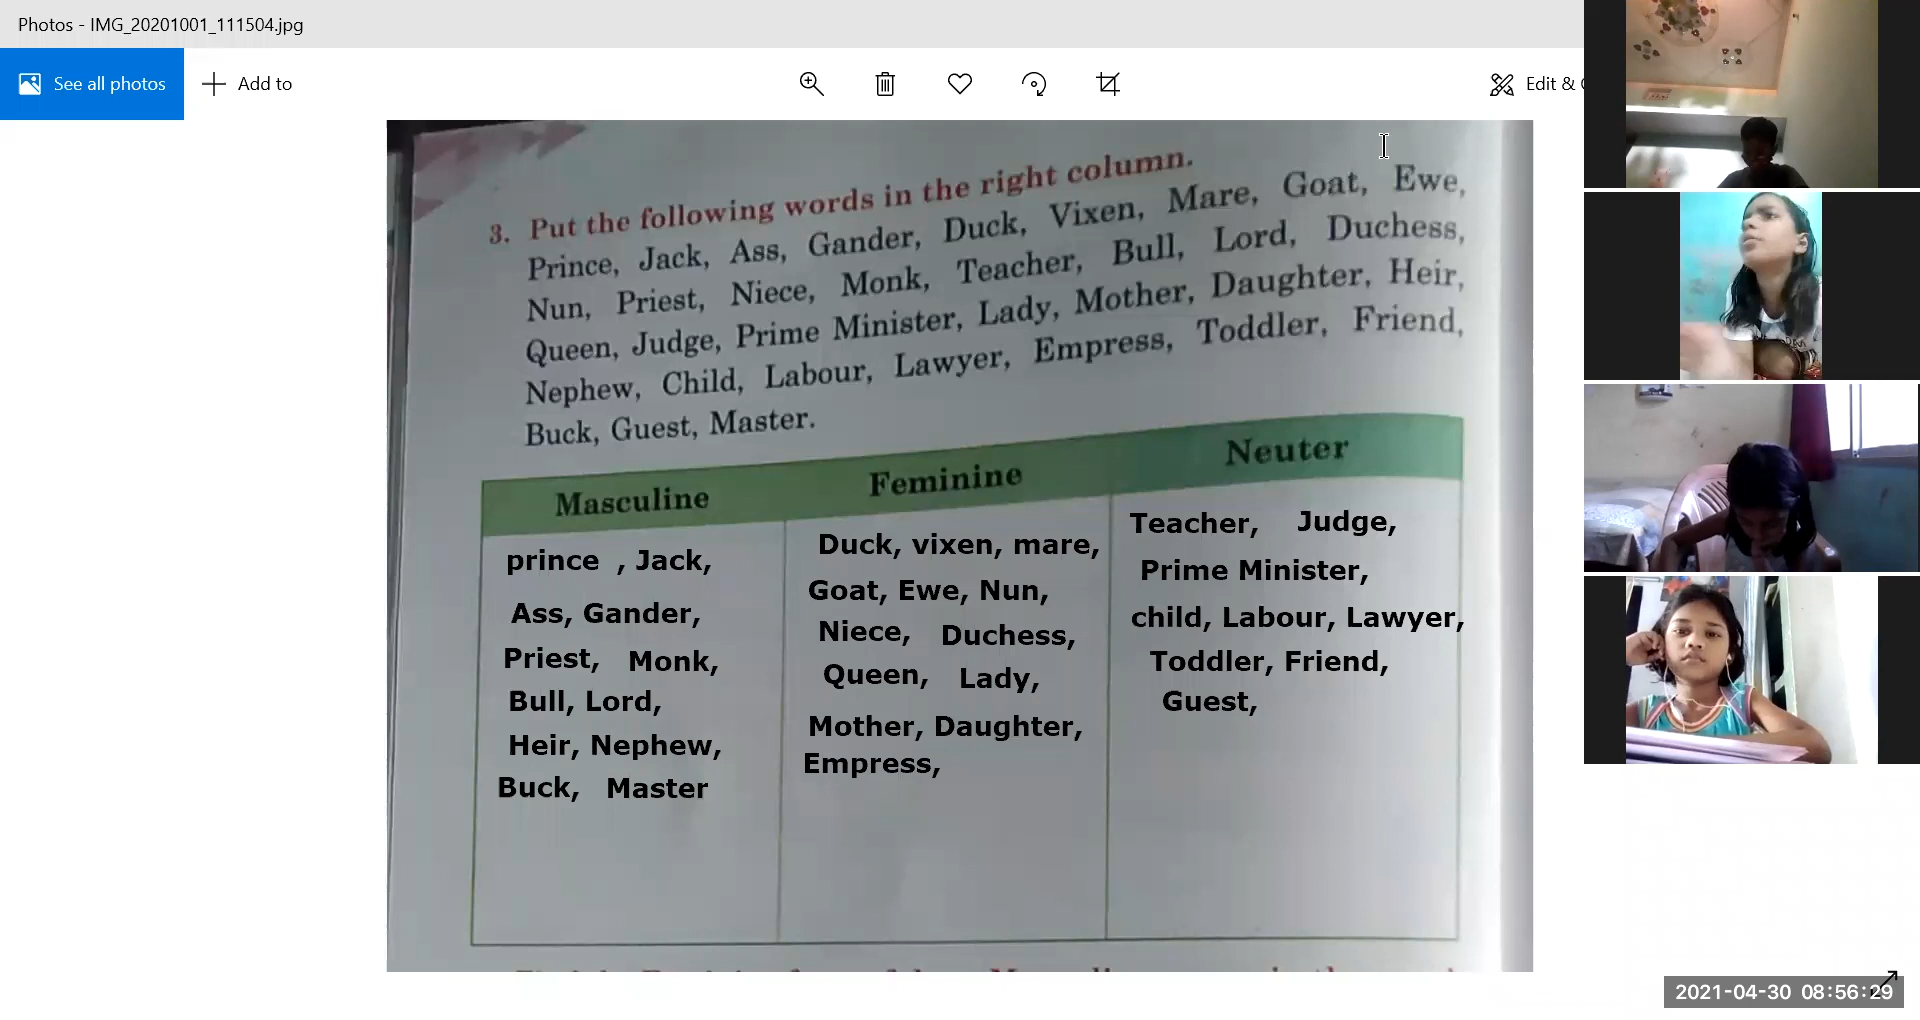 Photos - IMG_20201001_111504.jpg
See all photos
Add to
Edit &
3. Put the following words in the right column.
Prince, Jack, Ass, Gander, Duck, Vixen, Mare, Goat, Ewe,
Nun, Priest, Niece, Monk, Teacher, Bull, Lord, Duchess,
Queen, Judge, Prime Minister, Lady, Mother, Daughter, Heir,
Nephew, Child, Labour, Lawyer, Empress, Toddler, Friend,
Buck, Guest, Master.
Masculine
prince , Jack,
Ass, Gander,
Priest, Monk,
Bull, Lord,
Heir, Nephew,
Buck, Master
Feminine
Duck, vixen, mare,
Goat, Ewe, Nun,
Niece, Duchess,
Queen, Lady,
Mother, Daughter,
Empress,
Neuter
Teacher, Judge,
Prime Minister,
child, Labour, Lawyer,
Toddler, Friend,
Guest,
2021-04-30 08:56:29